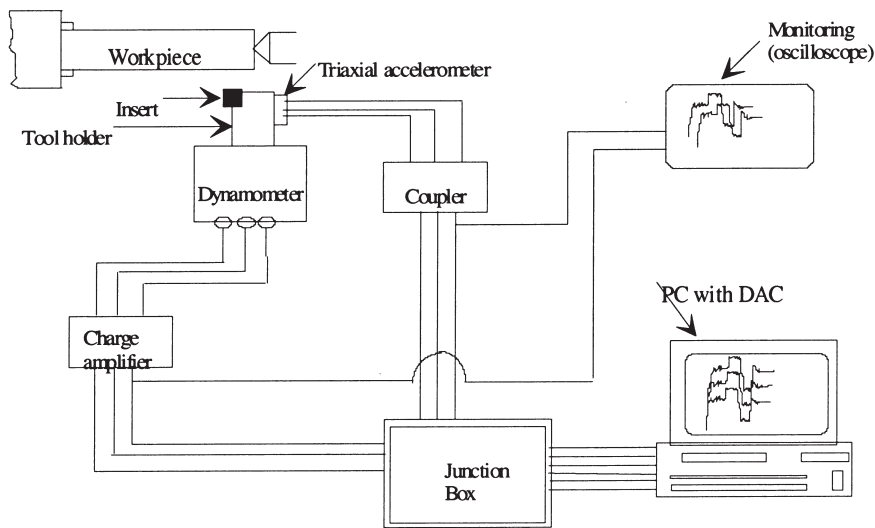 Monitoring
(oscilloscope)
Workpiece
Triaxial accelerometer
Insert
Tool holder
Dynamometer
Coupler
PC with DAC
Charge
amplifier
Junction
Box